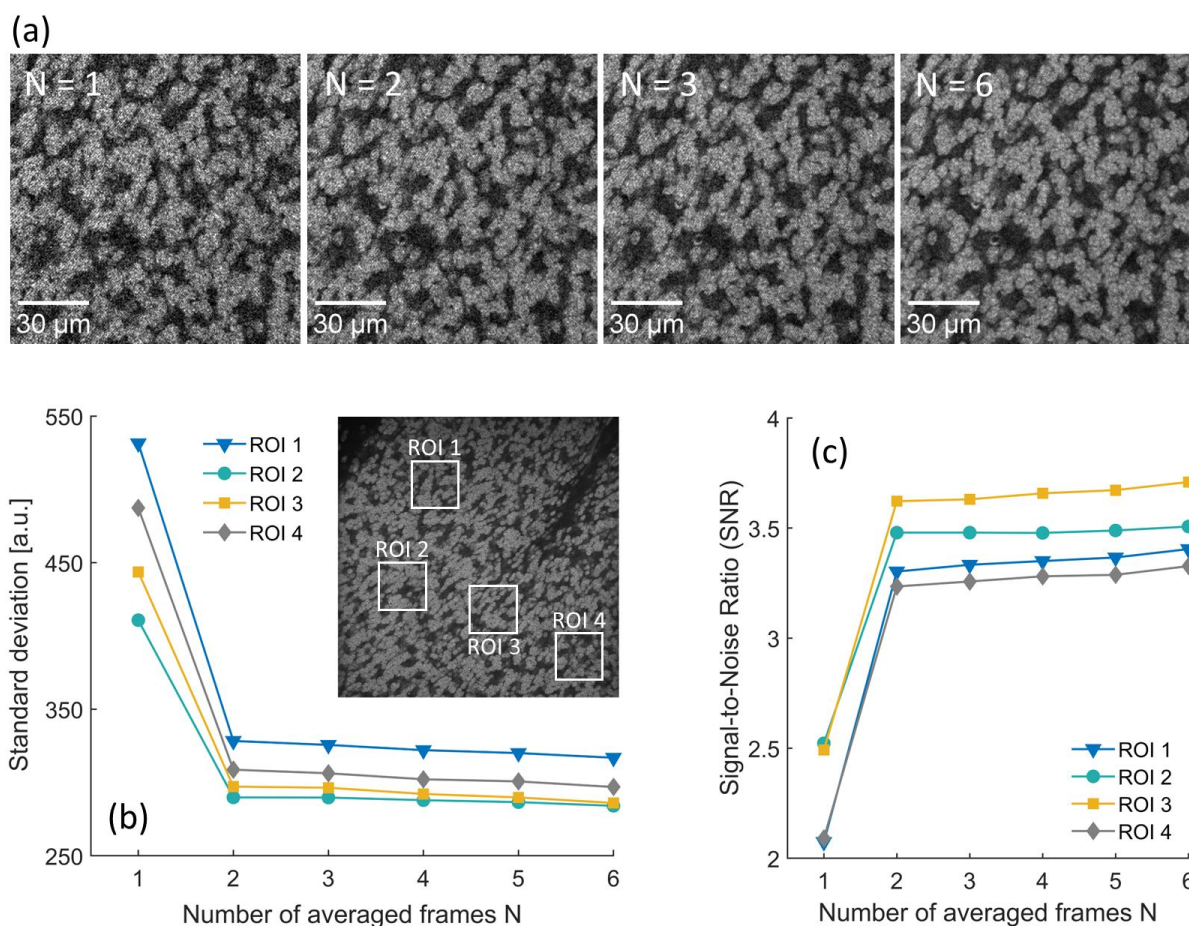 (a)
N = 1
N = 2
N = 3
N = 6
30 µm
30 µm
30 µm
30 µm
550
450
350
250
Standard deviation [a.u.]
ROI 1
ROI 2
ROI 3
ROI 4
ROI 1
ROI 2
ROI 3
ROI 4
(b)
1 2 3 4 5 6
Number of averaged frames N
4
3.5
3
2.5
2
Signal-to-Noise Ratio (SNR)
(c)
ROI 1
ROI 2
ROI 3
ROI 4
1 2 3 4 5 6
Number of averaged frames N